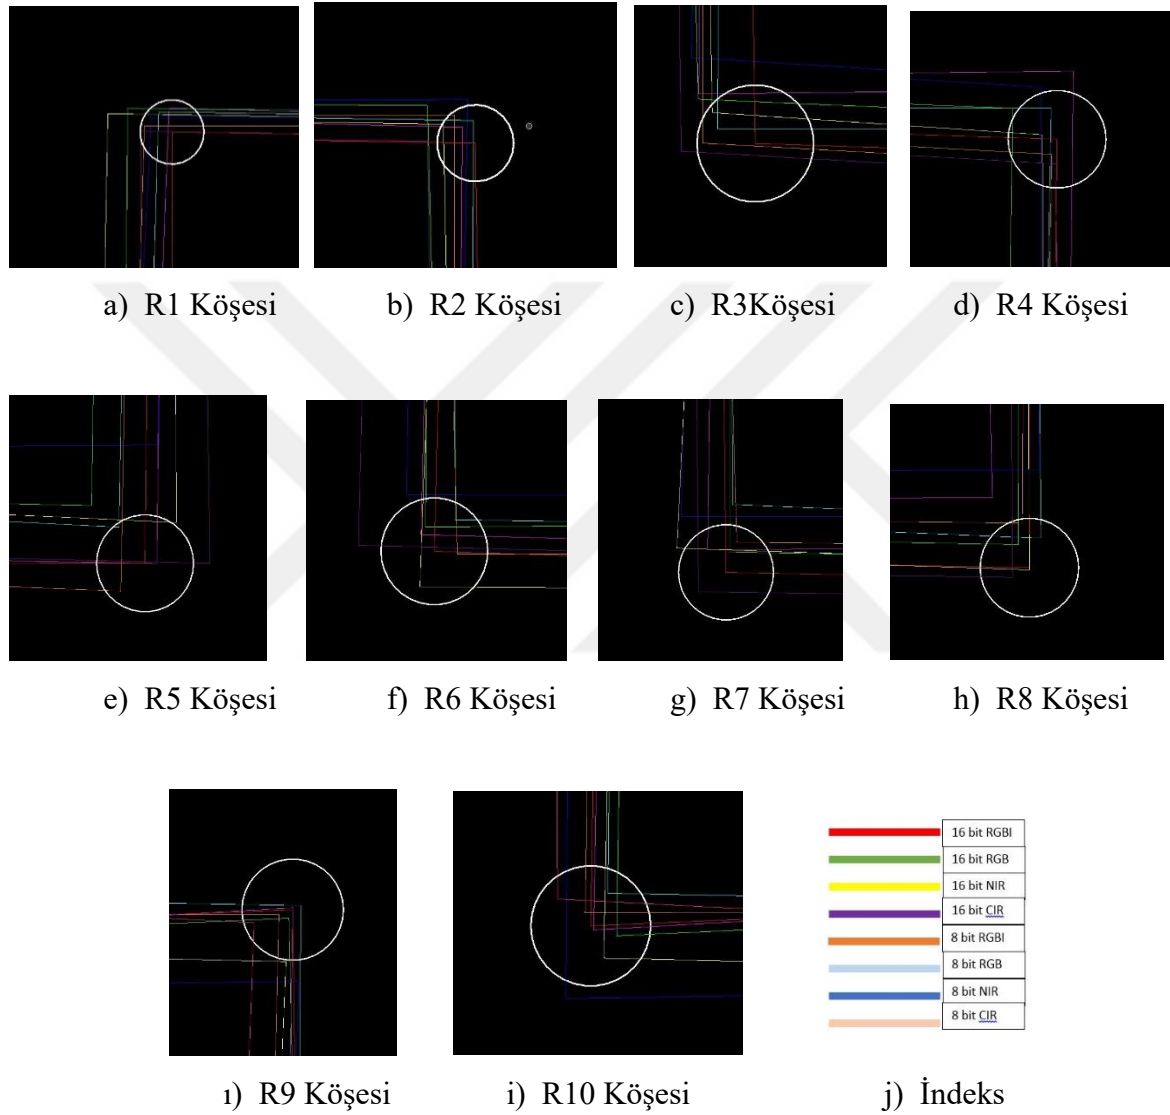 a) R1 Köşesi
b) R2 Köşesi
c) R3Köşesi
d) R4 Köşesi
e) R5 Köşesi
f) R6 Köşesi
g) R7 Köşesi
h) R8 Köşesi
16 bit RGBI
16 bit RGB
16 bit NIR
16 bit CIR
8 bit RGBI
8 bit RGB
8 bit NIR
8 bit CIR
ı) R9 Köşesi
i) R10 Köşesi
j) İndeks